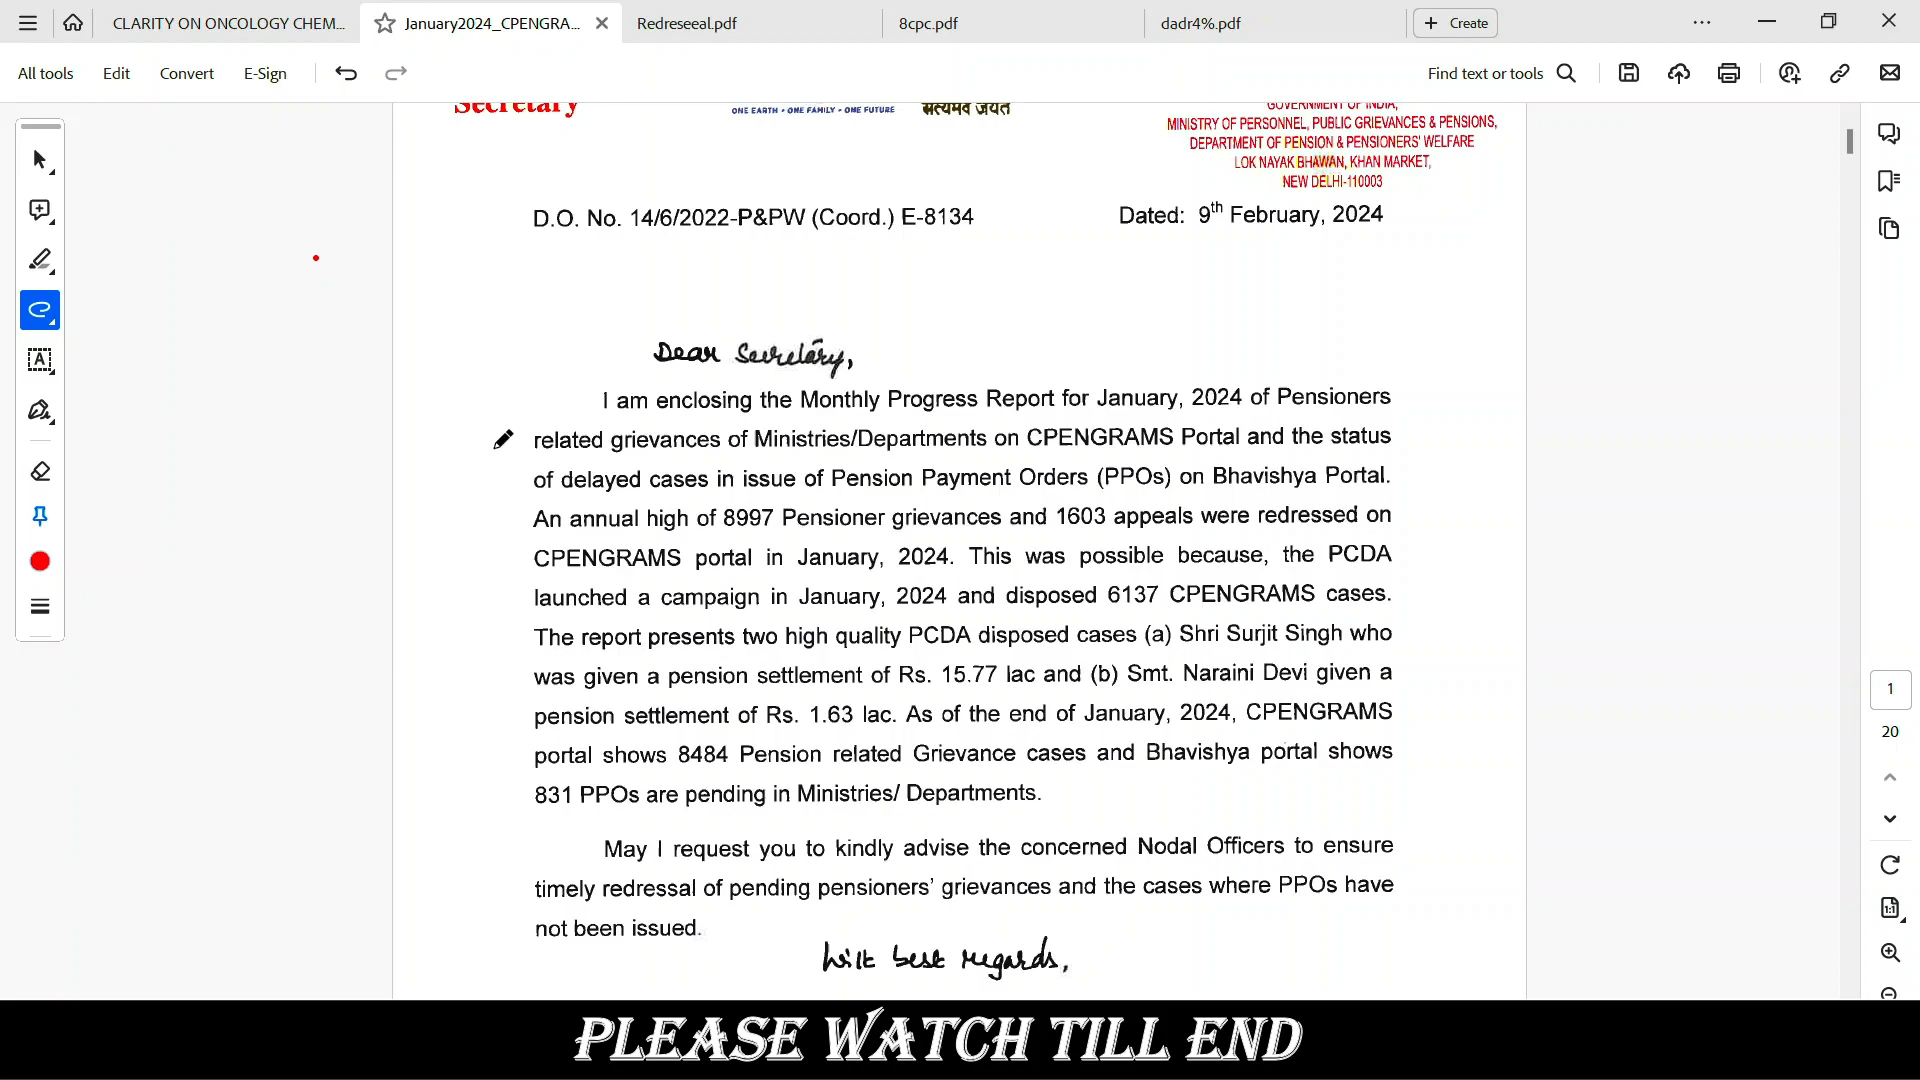 CLARITY ON ONCOLOGY CHEM...
January2024_CPENGRA...
Redreseeal.pdf
8cpc.pdf
dadr4%.pdf
Create
All tools
Edit
Convert
E-Sign
Find text or tools
Secretary
ONE EARTH • ONE FAMILY • ONE FUTURE
सत्यमेव जयते
GOVERNMENT OF INDIA,
MINISTRY OF PERSONNEL, PUBLIC GRIEVANCES & PENSIONS,
DEPARTMENT OF PENSION & PENSIONERS' WELFARE
LOK NAYAK BHAWAN, KHAN MARKET,
NEW DELHI-110003
D.O. No. 14/6/2022-P&PW (Coord.) E-8134
Dated: 9th February, 2024
Dear Secretary,
I am enclosing the Monthly Progress Report for January, 2024 of Pensioners
related grievances of Ministries/Departments on CPENGRAMS Portal and the status
of delayed cases in issue of Pension Payment Orders (PPOs) on Bhavishya Portal.
An annual high of 8997 Pensioner grievances and 1603 appeals were redressed on
CPENGRAMS portal in January, 2024. This was possible because, the PCDA
launched a campaign in January, 2024 and disposed 6137 CPENGRAMS cases.
The report presents two high quality PCDA disposed cases (a) Shri Surjit Singh who
was given a pension settlement of Rs. 15.77 lac and (b) Smt. Naraini Devi given a
pension settlement of Rs. 1.63 lac. As of the end of January, 2024, CPENGRAMS
portal shows 8484 Pension related Grievance cases and Bhavishya portal shows
831 PPOs are pending in Ministries/ Departments.
May I request you to kindly advise the concerned Nodal Officers to ensure
timely redressal of pending pensioners' grievances and the cases where PPOs have
not been issued.
With best regards,
1
20
PLEASE WATCH TILL END